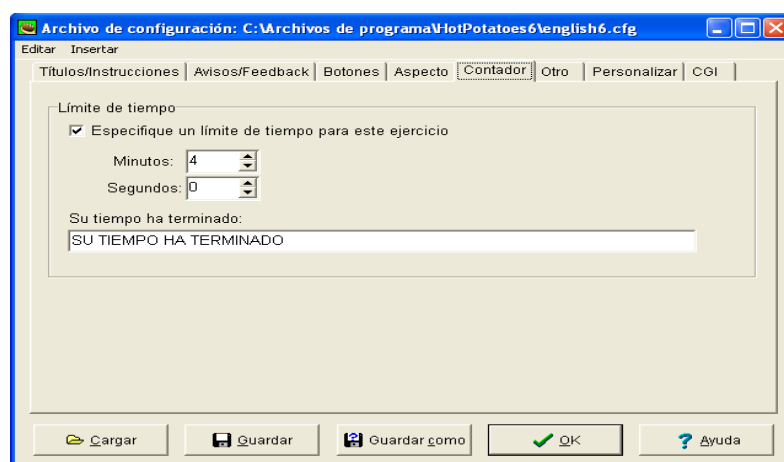 Archivo de configuración: C:\Archivos de programa\HotPotatoes6\english6.cfg
Editar Insertar
Títulos/Instrucciones Avisos/Feedback Botones Aspecto Contador Otro Personalizar CGI
Límite de tiempo
Especifique un límite de tiempo para este ejercicio
Minutos: 4
Segundos: 0
Su tiempo ha terminado:
SU TIEMPO HA TERMINADO
Cargar Guardar Guardar como OK Ayuda